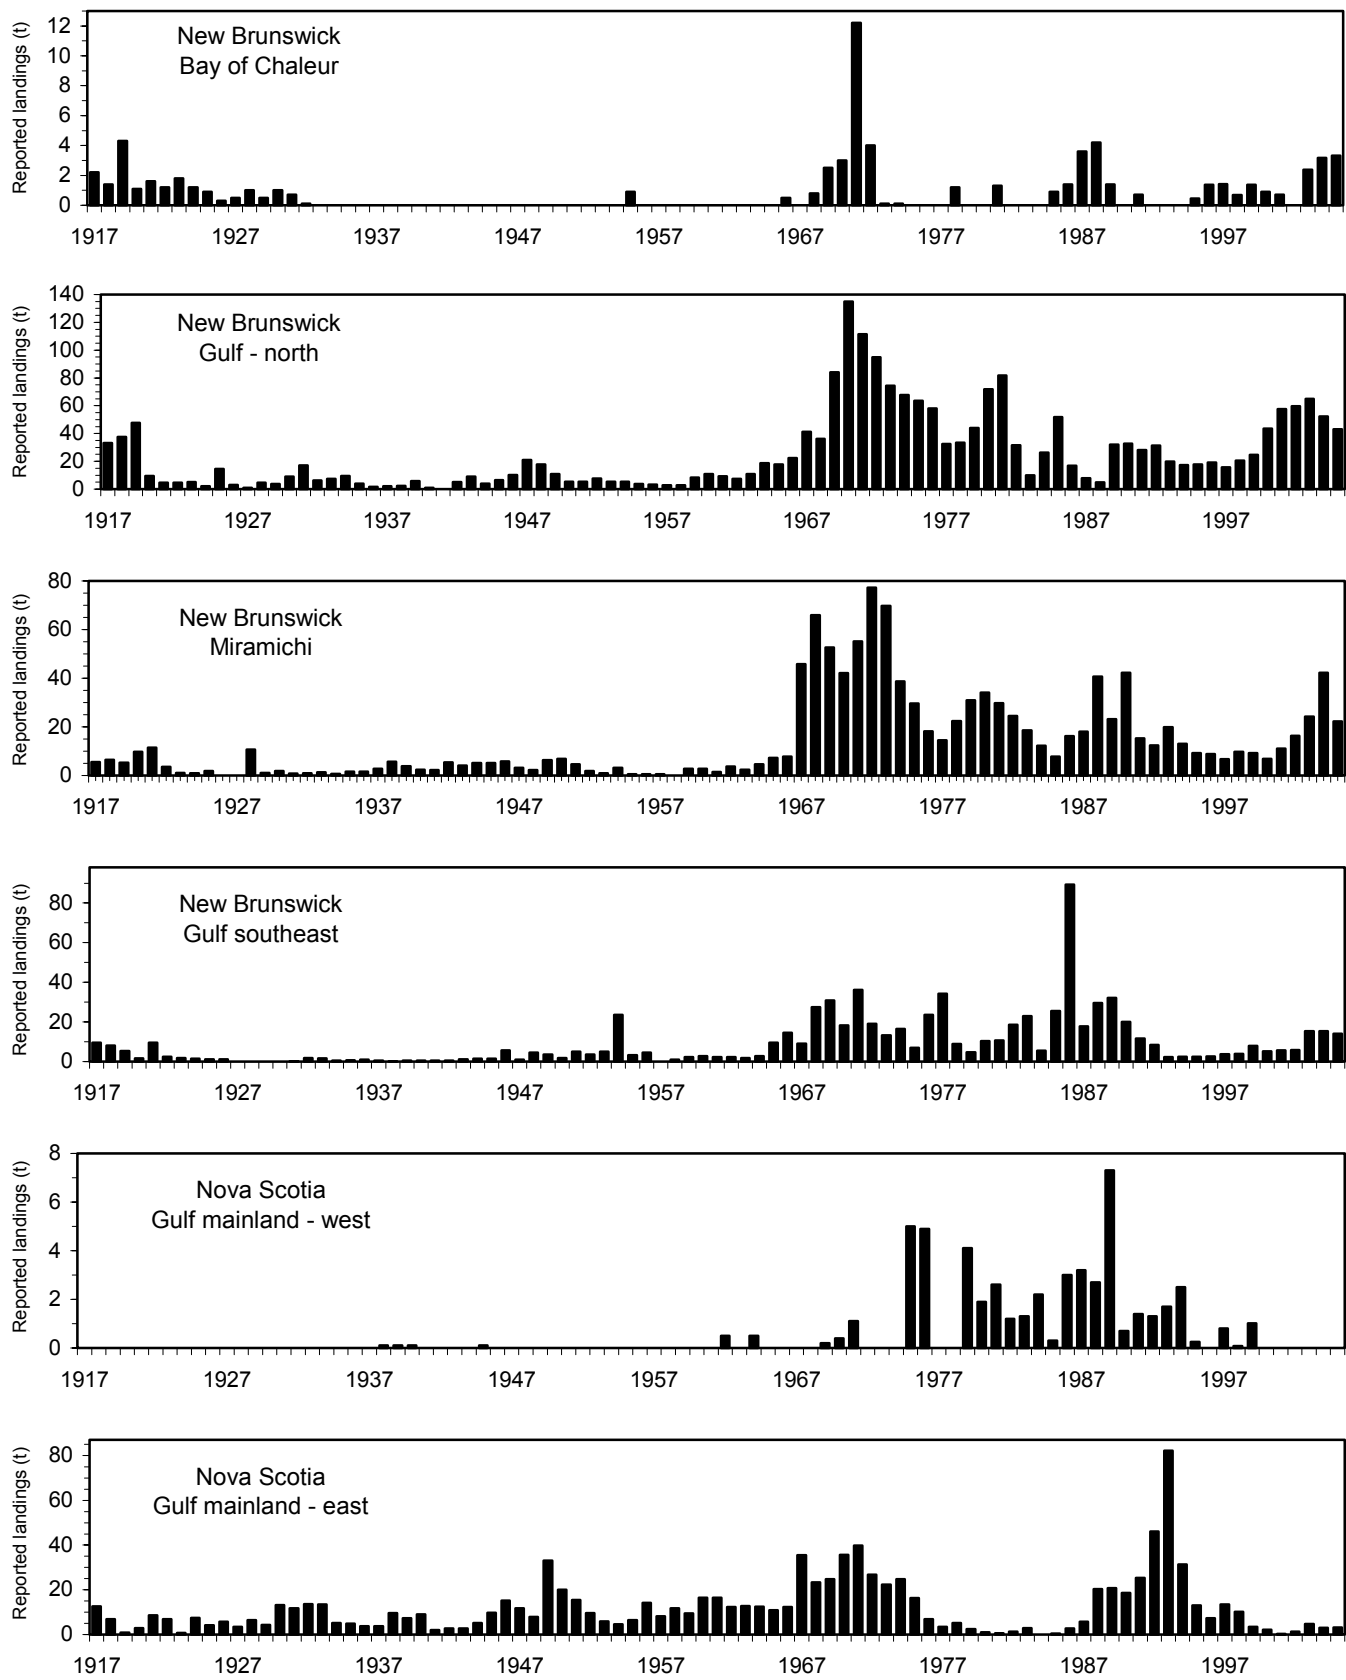 Reported landings (t)
12
10
8
6
4
2
0
New Brunswick
Bay of Chaleur
1917 1927 1937 1947 1957 1967 1977 1987 1997
Reported landings (t)
140
120
100
80
60
40
20
0
New Brunswick
Gulf - north
1917 1927 1937 1947 1957 1967 1977 1987 1997
Reported landings (t)
80
60
40
20
0
New Brunswick
Miramichi
1917 1927 1937 1947 1957 1967 1977 1987 1997
Reported landings (t)
80
60
40
20
0
New Brunswick
Gulf southeast
1917 1927 1937 1947 1957 1967 1977 1987 1997
Reported landings (t)
8
6
4
2
0
Nova Scotia
Gulf mainland - west
1917 1927 1937 1947 1957 1967 1977 1987 1997
Reported landings (t)
80
60
40
20
0
Nova Scotia
Gulf mainland - east
1917 1927 1937 1947 1957 1967 1977 1987 1997